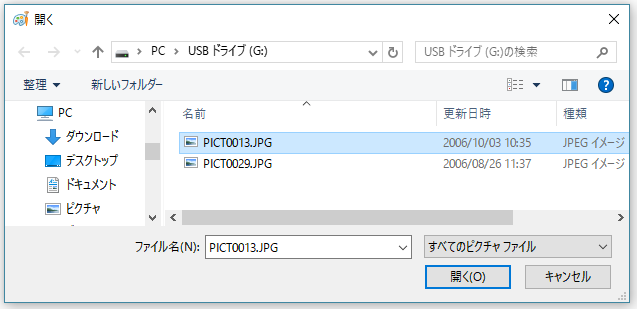 開く
PC > USB ドライブ (G:)
USB ドライブ (G:)の検索
整理
新しいフォルダー
PC
ダウンロード
デスクトップ
ドキュメント
ピクチャ
名前 更新日時 種類
PICT0013.JPG 2006/10/03 10:35 JPEG イメージ
PICT0029.JPG 2006/08/26 11:37 JPEG イメージ
ファイル名(N): PICT0013.JPG すべてのピクチャ ファイル
開く(O) キャンセル